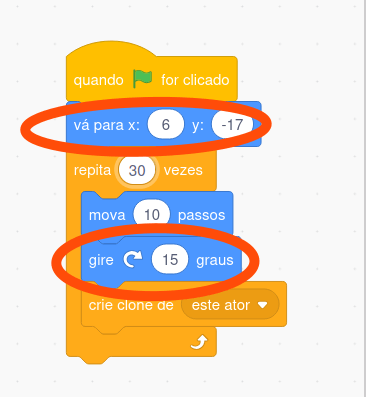 quando for clicado
vá para x: 6 y: -17
repita 30 vezes
mova 10 passos
gire 15 graus
crie clone de este ator